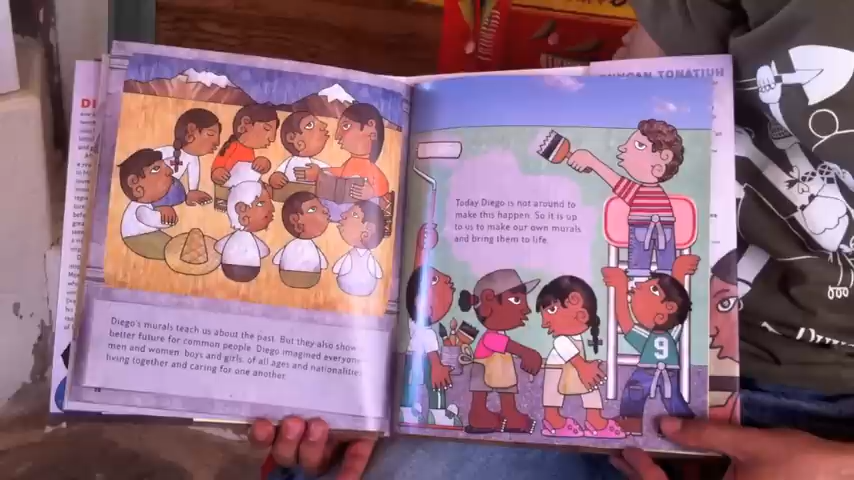 Diego's murals teach us about the past. But they also show
better future for common people. Diego imagined everyone
men and women, boys and girls, of all ages and nationalities
living together and caring for one another.
DUNCAN TONATIUH
Today Diego is not around to
make this happen. So it is up
to us to make our own murals
and bring them to life.
9